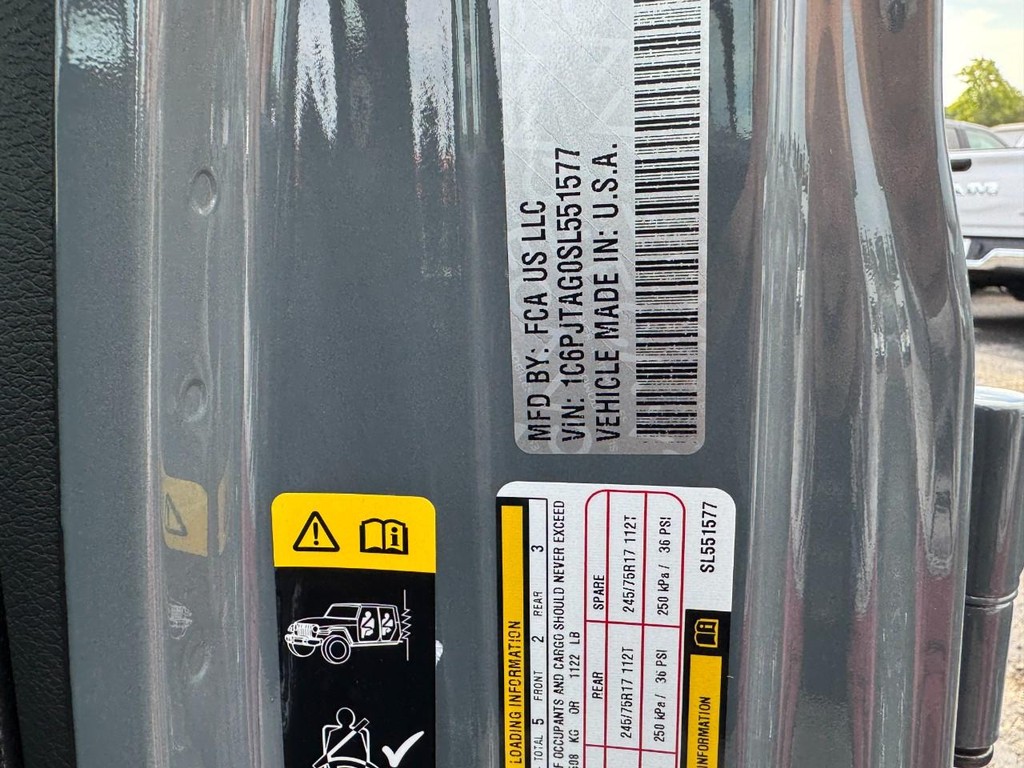 MFD BY: FCA US LLC
VIN: 1C6PJTAG0SL551577
VEHICLE MADE IN: U.S.A.
LOADING INFORMATION
TOTAL 5 FRONT 2 REAR 3
OF OCCUPANTS AND CARGO SHOULD NEVER EXCEED
KG OR 1122 LB
REAR SPARE
245/75R17 112T 245/75R17 112T
250 kPa / 36 PSI 250 kPa / 36 PSI
INFORMATION
SL551577